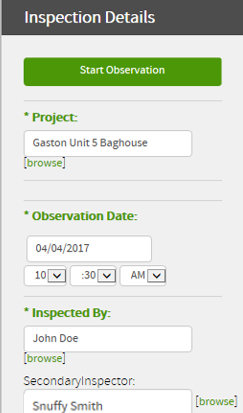 Inspection Details
Start Observation
* Project:
Gaston Unit 5 Baghouse
[browse]
* Observation Date:
04/04/2017
10 :30 AM
* Inspected By:
John Doe
[browse]
SecondaryInspector:
Snuffy Smith [browse]